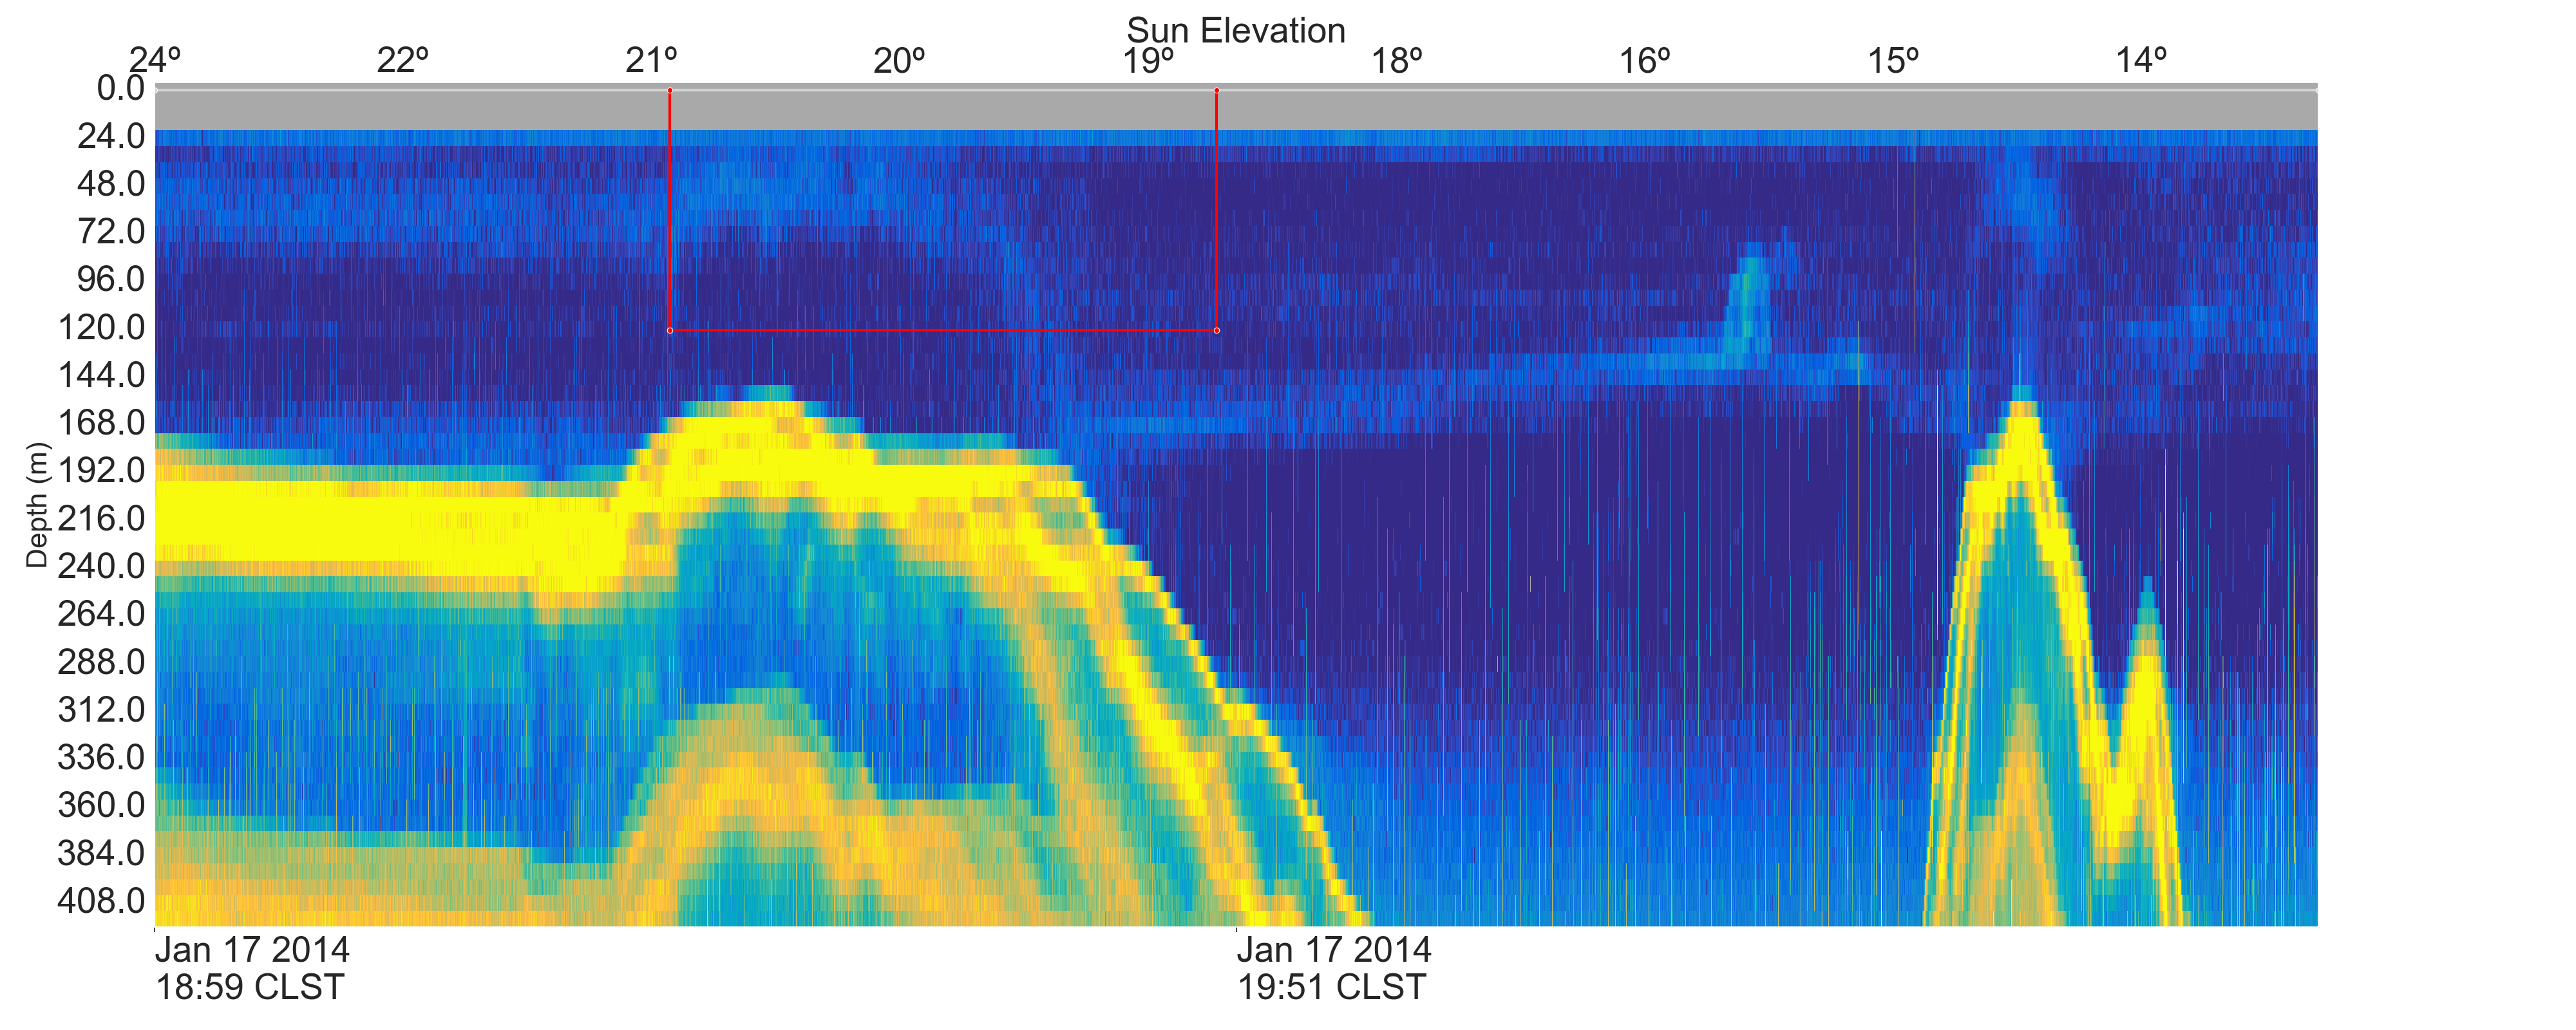 Sun Elevation
24º 22º 21º 20º 19º 18º 16º 15º 14º
0.0
24.0
48.0
72.0
96.0
120.0
144.0
168.0
192.0
216.0
240.0
264.0
288.0
312.0
336.0
360.0
384.0
408.0
Depth (m)
Jan 17 2014
18:59 CLST
Jan 17 2014
19:51 CLST